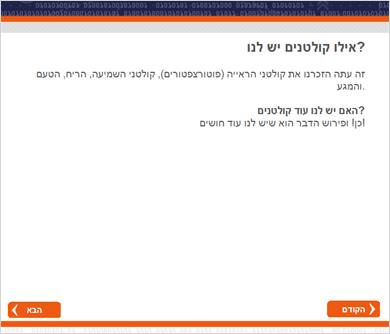 אילו קולטנים יש לנו?
זה עתה הזכרנו את קולטני הראייה (פוטורצפטורים), קולטני השמיעה, הריח, הטעם
והמגע.
האם יש לנו עוד קולטנים?
כן! ופירוש הדבר הוא שיש לנו עוד חושים!
הקודם
הבא